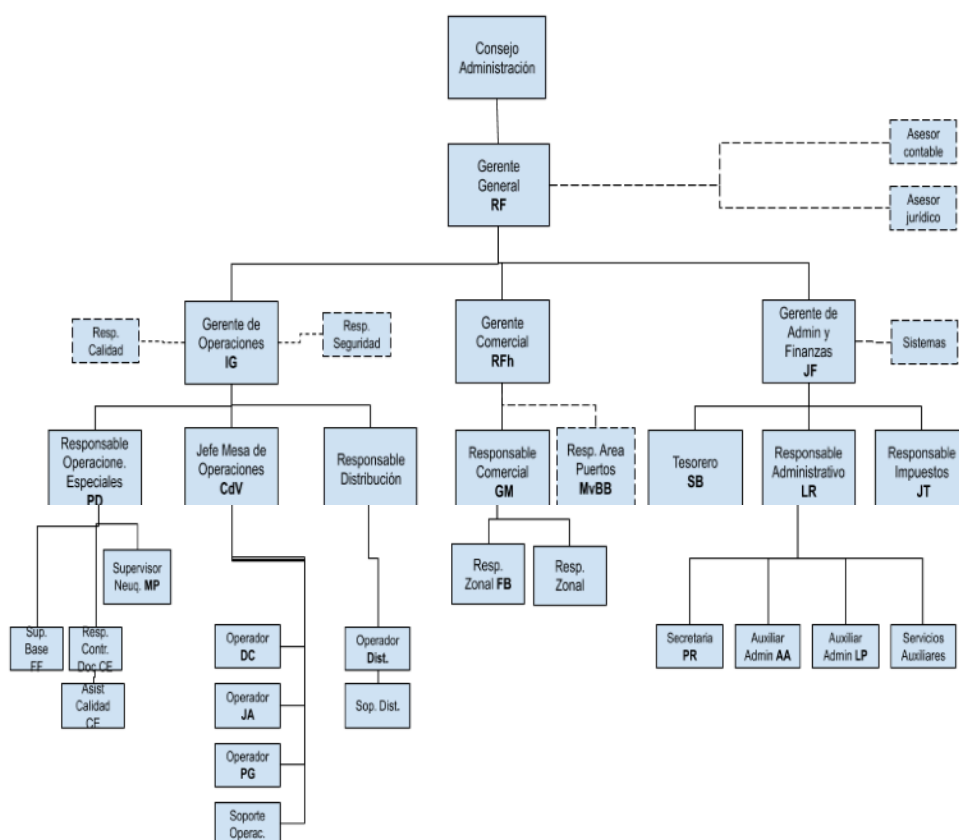 Consejo
Administración
Gerente
General
RF
Asesor
contable
Asesor
jurídico
Resp.
Calidad
Gerente de
Operaciones
IG
Resp.
Seguridad
Gerente
Comercial
RFh
Gerente de
Admin y
Finanzas
JF
Sistemas
Responsable
Operacione.
Especiales
PD
Jefe Mesa de
Operaciones
CdV
Responsable
Distribución
Responsable
Comercial
GM
Resp. Area
Puertos
MvBB
Tesorero
SB
Responsable
Administrativo
LR
Responsable
Impuestos
JT
Supervisor
Neuq. MP
Resp.
Zonal FB
Resp.
Zonal
Sup.
Base
FF
Resp.
Contr.
Doc CE
Operador
DC
Operador
Dist.
Secretaria
PR
Auxiliar
Admin AA
Auxiliar
Admin LP
Servicios
Auxiliares
Asist
Calidad
CE
Operador
JA
Sop. Dist.
Operador
PG
Soporte
Operac.